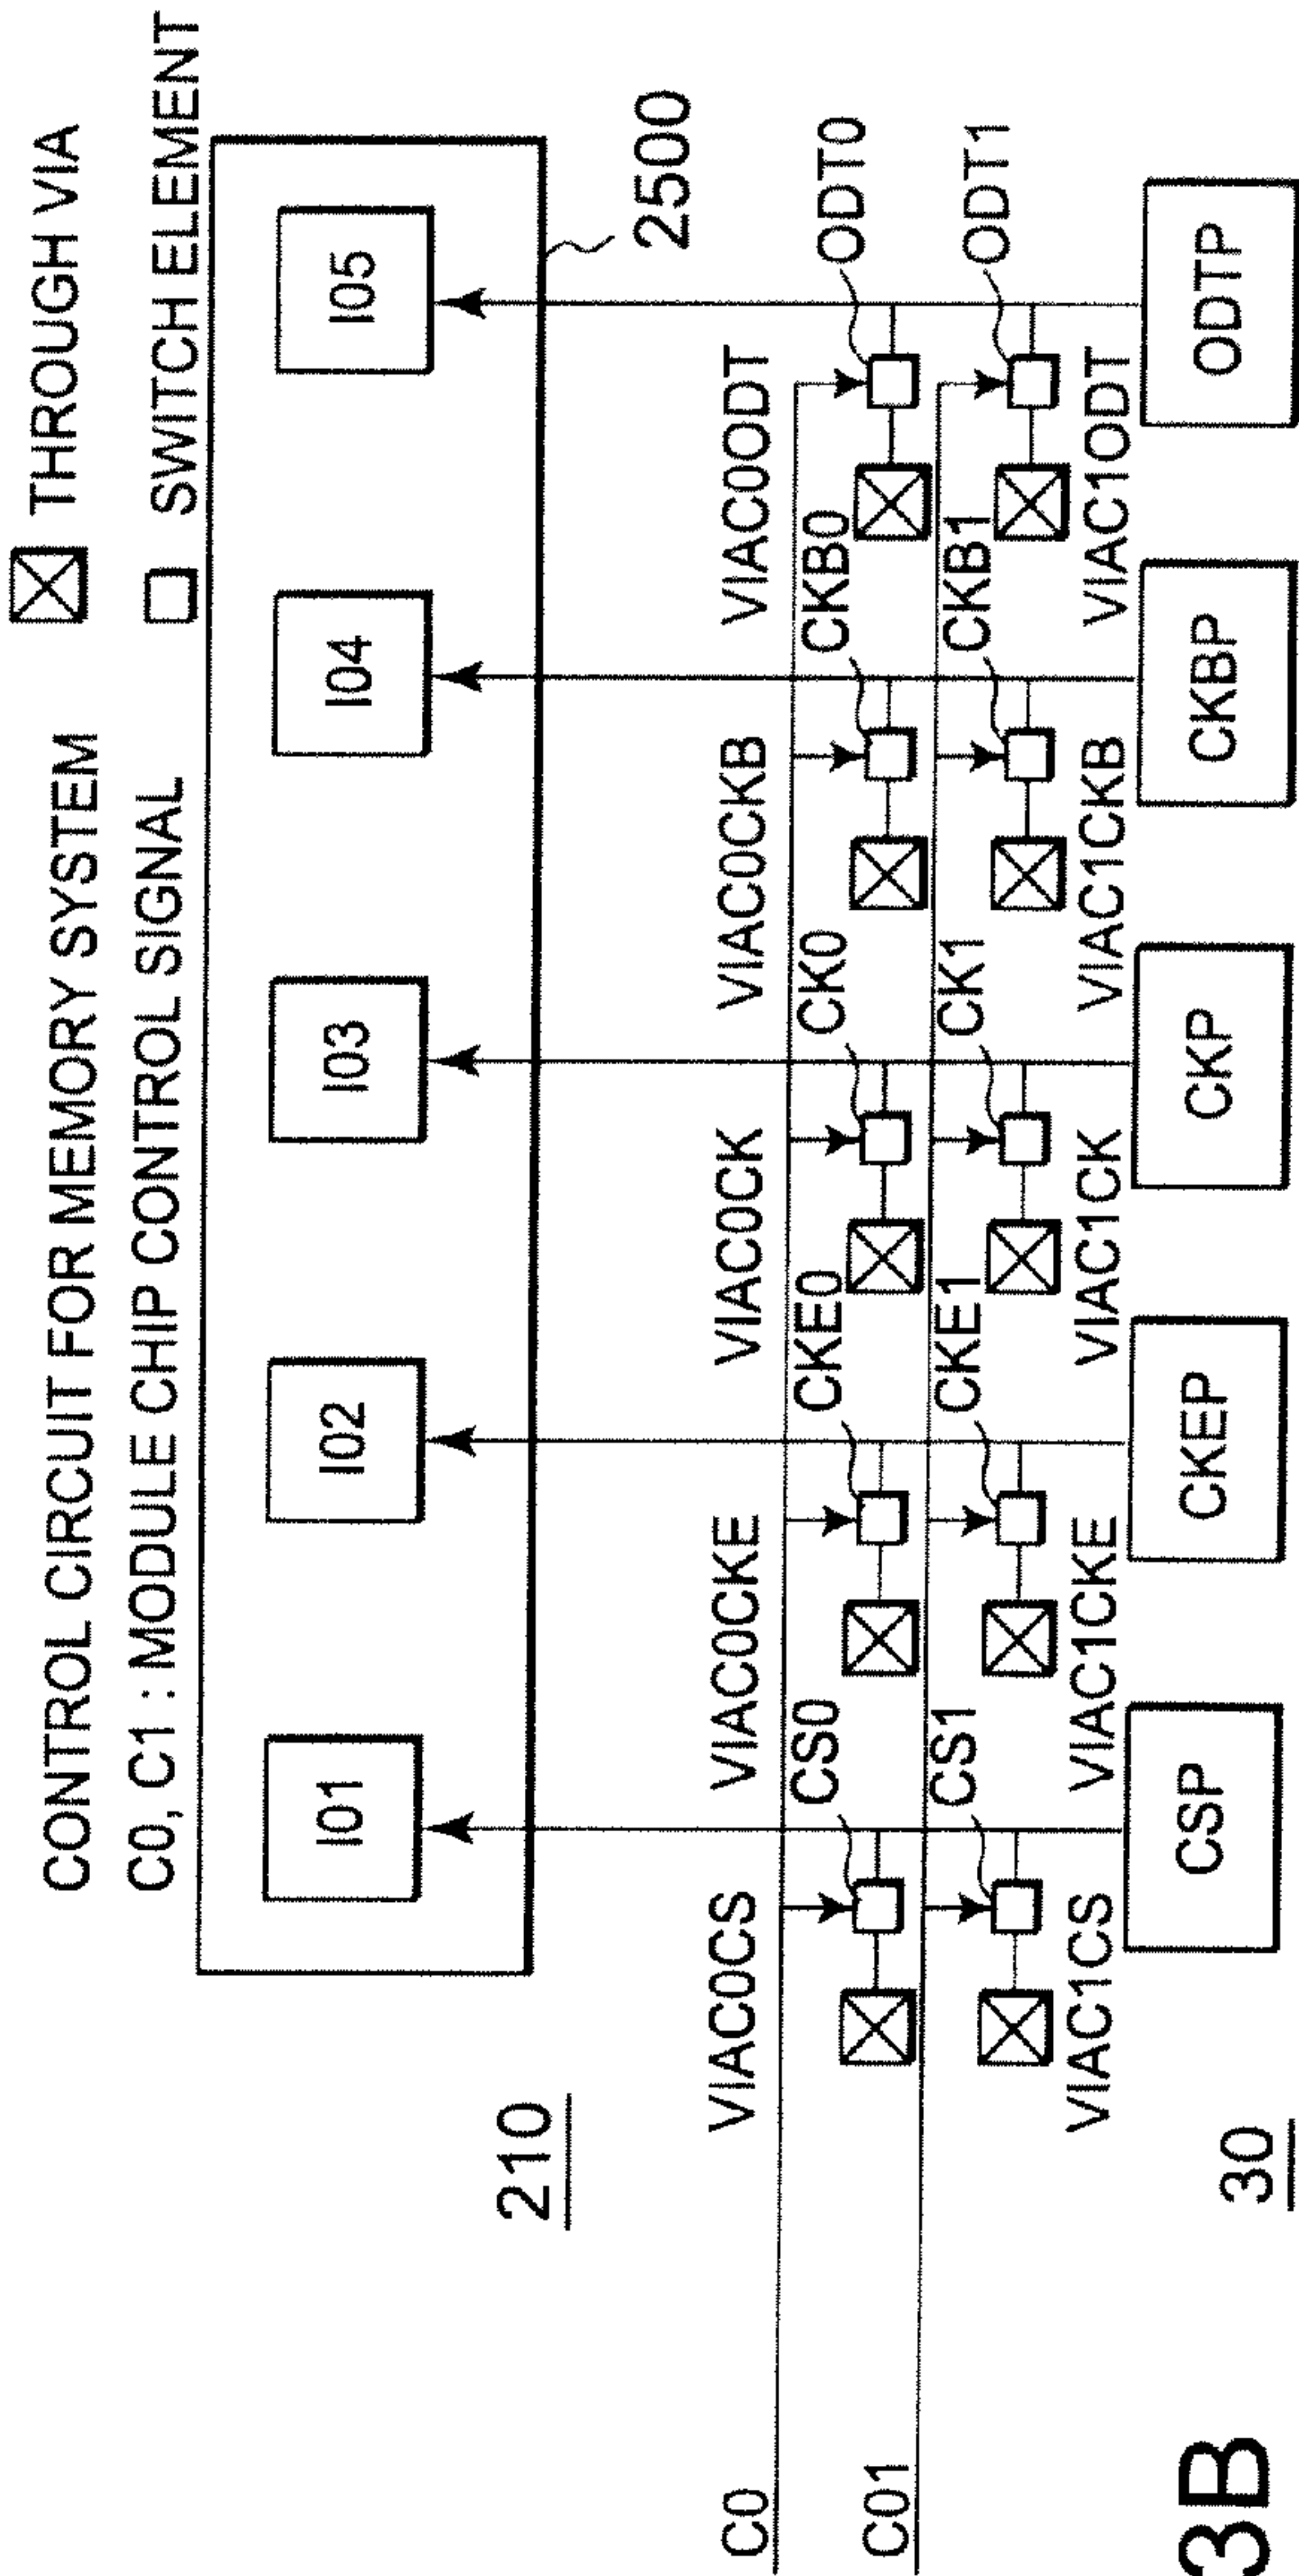 CONTROL CIRCUIT FOR MEMORY SYSTEM
THROUGH VIA
C0, C1 : MODULE CHIP CONTROL SIGNAL
SWITCH ELEMENT
I01
I02
I03
I04
I05
210
2500
VIAC0CS
VIAC0CKE
VIAC0CK
VIAC0CKB
VIAC0ODT
C0
CS0
CKE0
CK0
CKB0
ODT0
C01
CS1
CKE1
CK1
CKB1
ODT1
VIAC1CS
VIAC1CKE
VIAC1CK
VIAC1CKB
VIAC1ODT
CSP
CKEP
CKP
CKBP
ODTP
30
3B